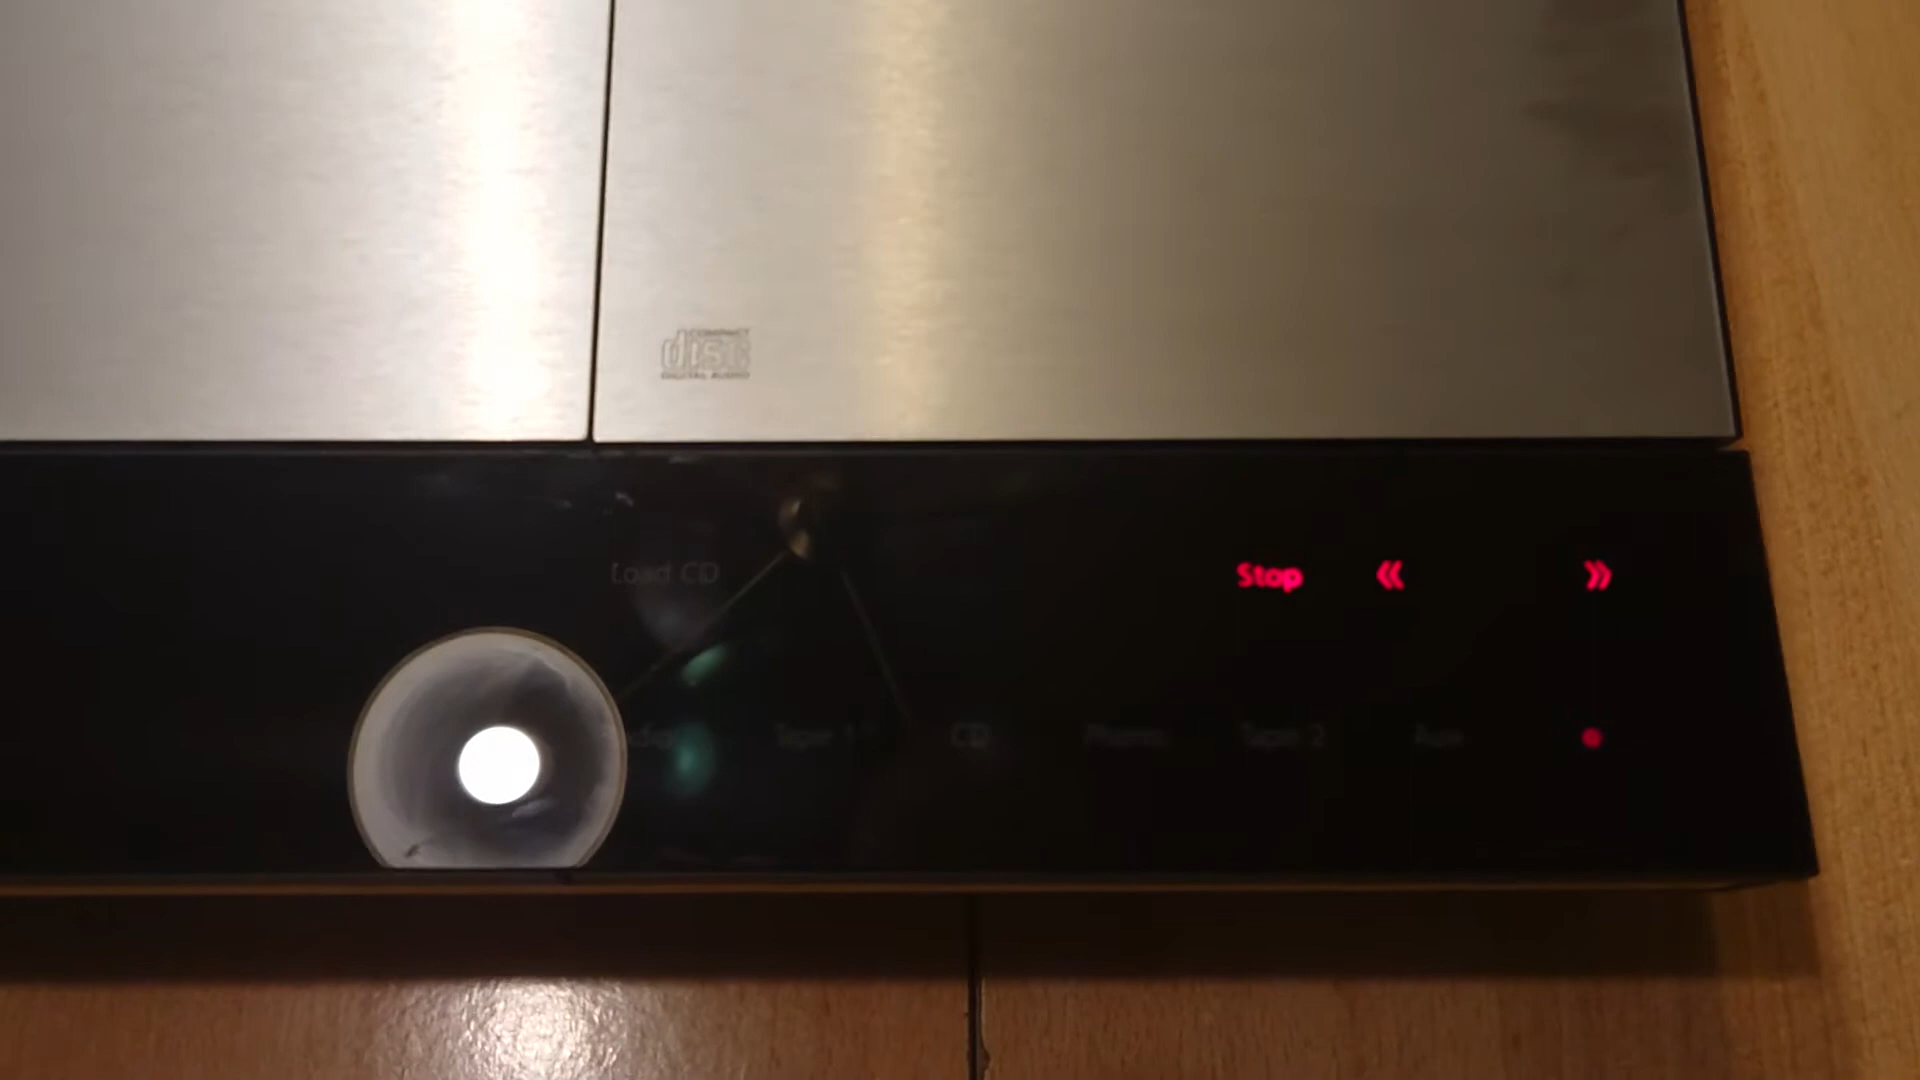 COMPACT
disc
DIGITAL AUDIO
Load CD
Stop « »
Tape 1 CD Phono Tape 2 Aux